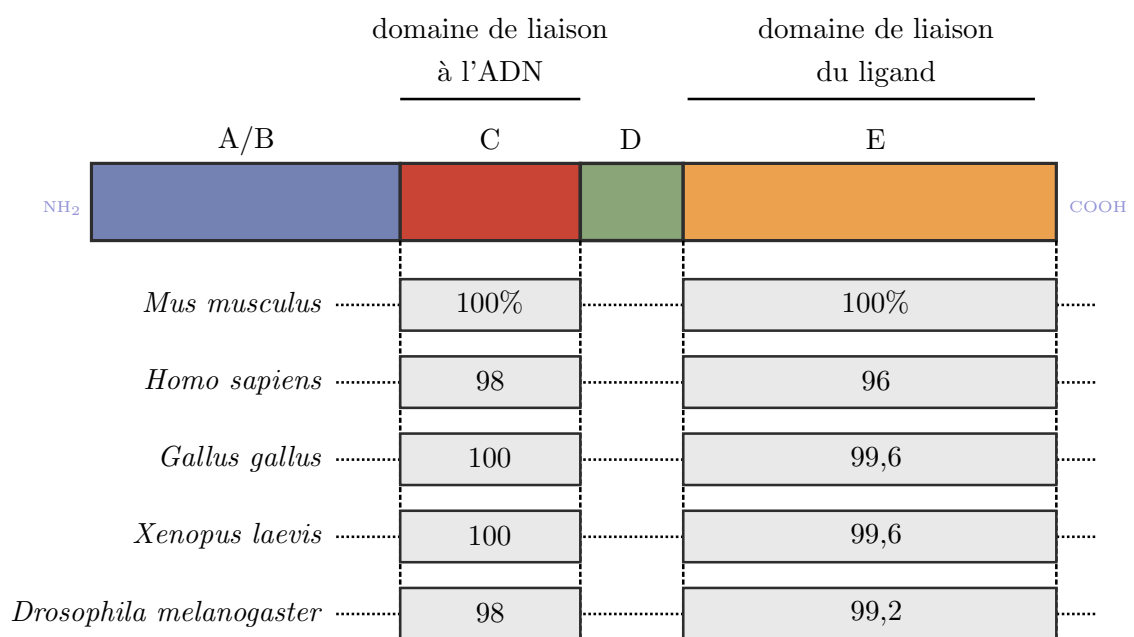 domaine de liaison
à l'ADN
domaine de liaison
du ligand
A/B
C
D
E
NH2
COOH
Mus musculus 100% 100%
Homo sapiens 98 96
Gallus gallus 100 99,6
Xenopus laevis 100 99,6
Drosophila melanogaster 98 99,2